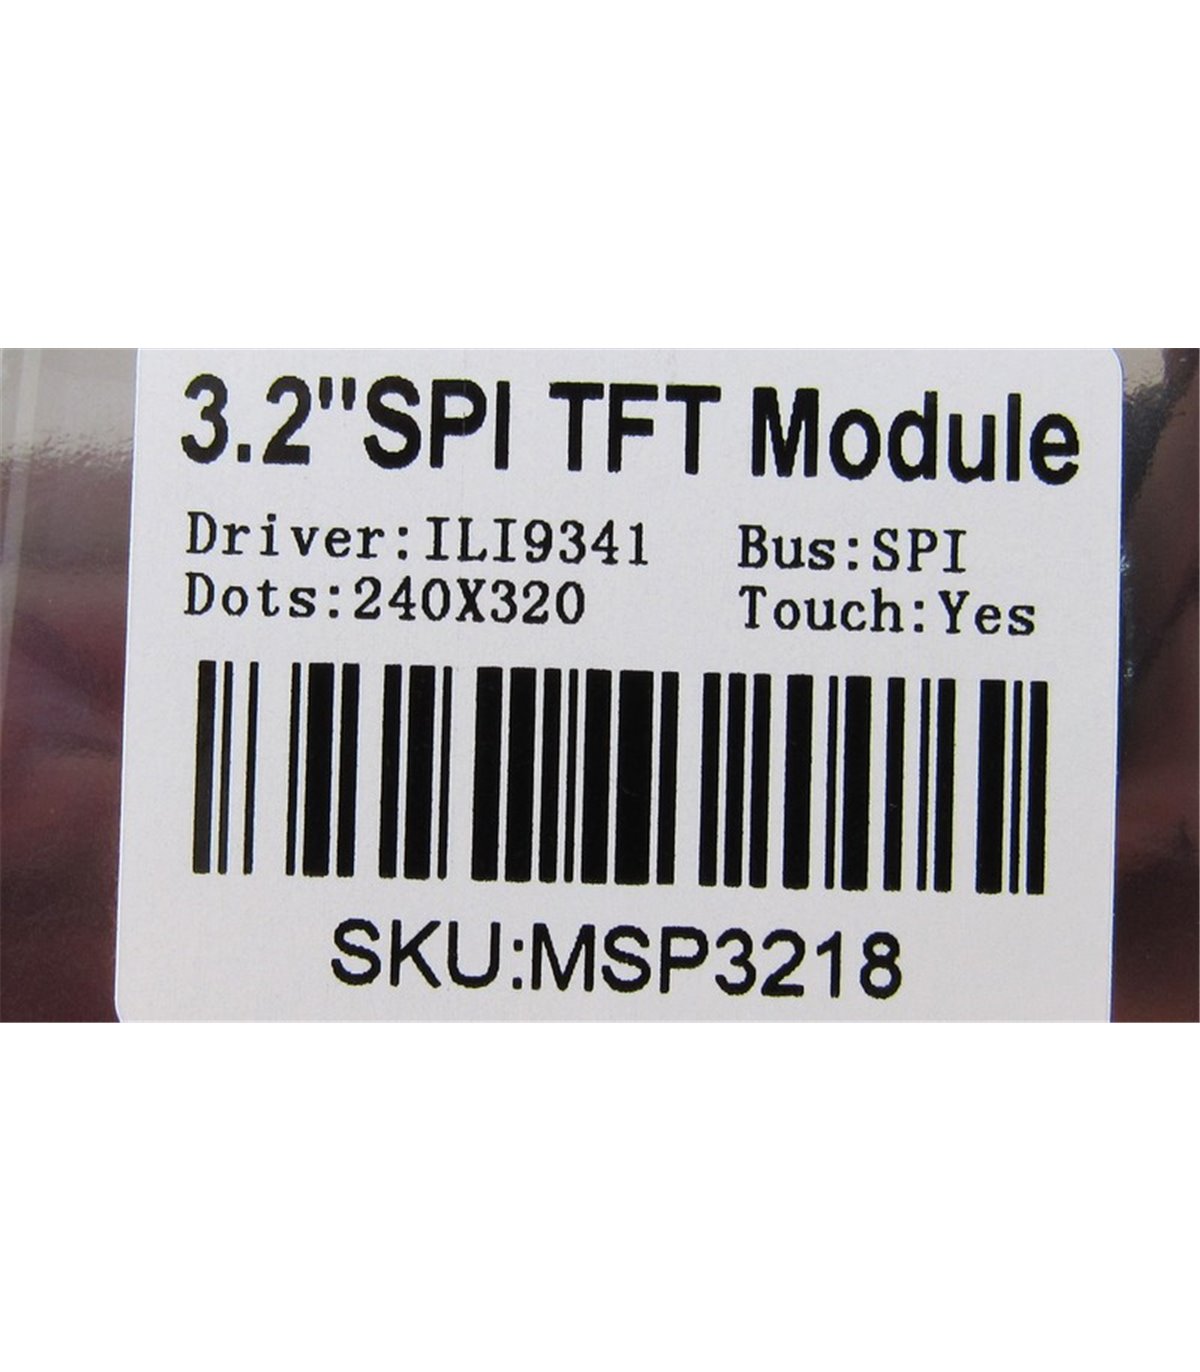 3.2"SPI TFT Module
Driver:ILI9341 Bus:SPI
Dots:240X320 Touch:Yes
SKU:MSP3218